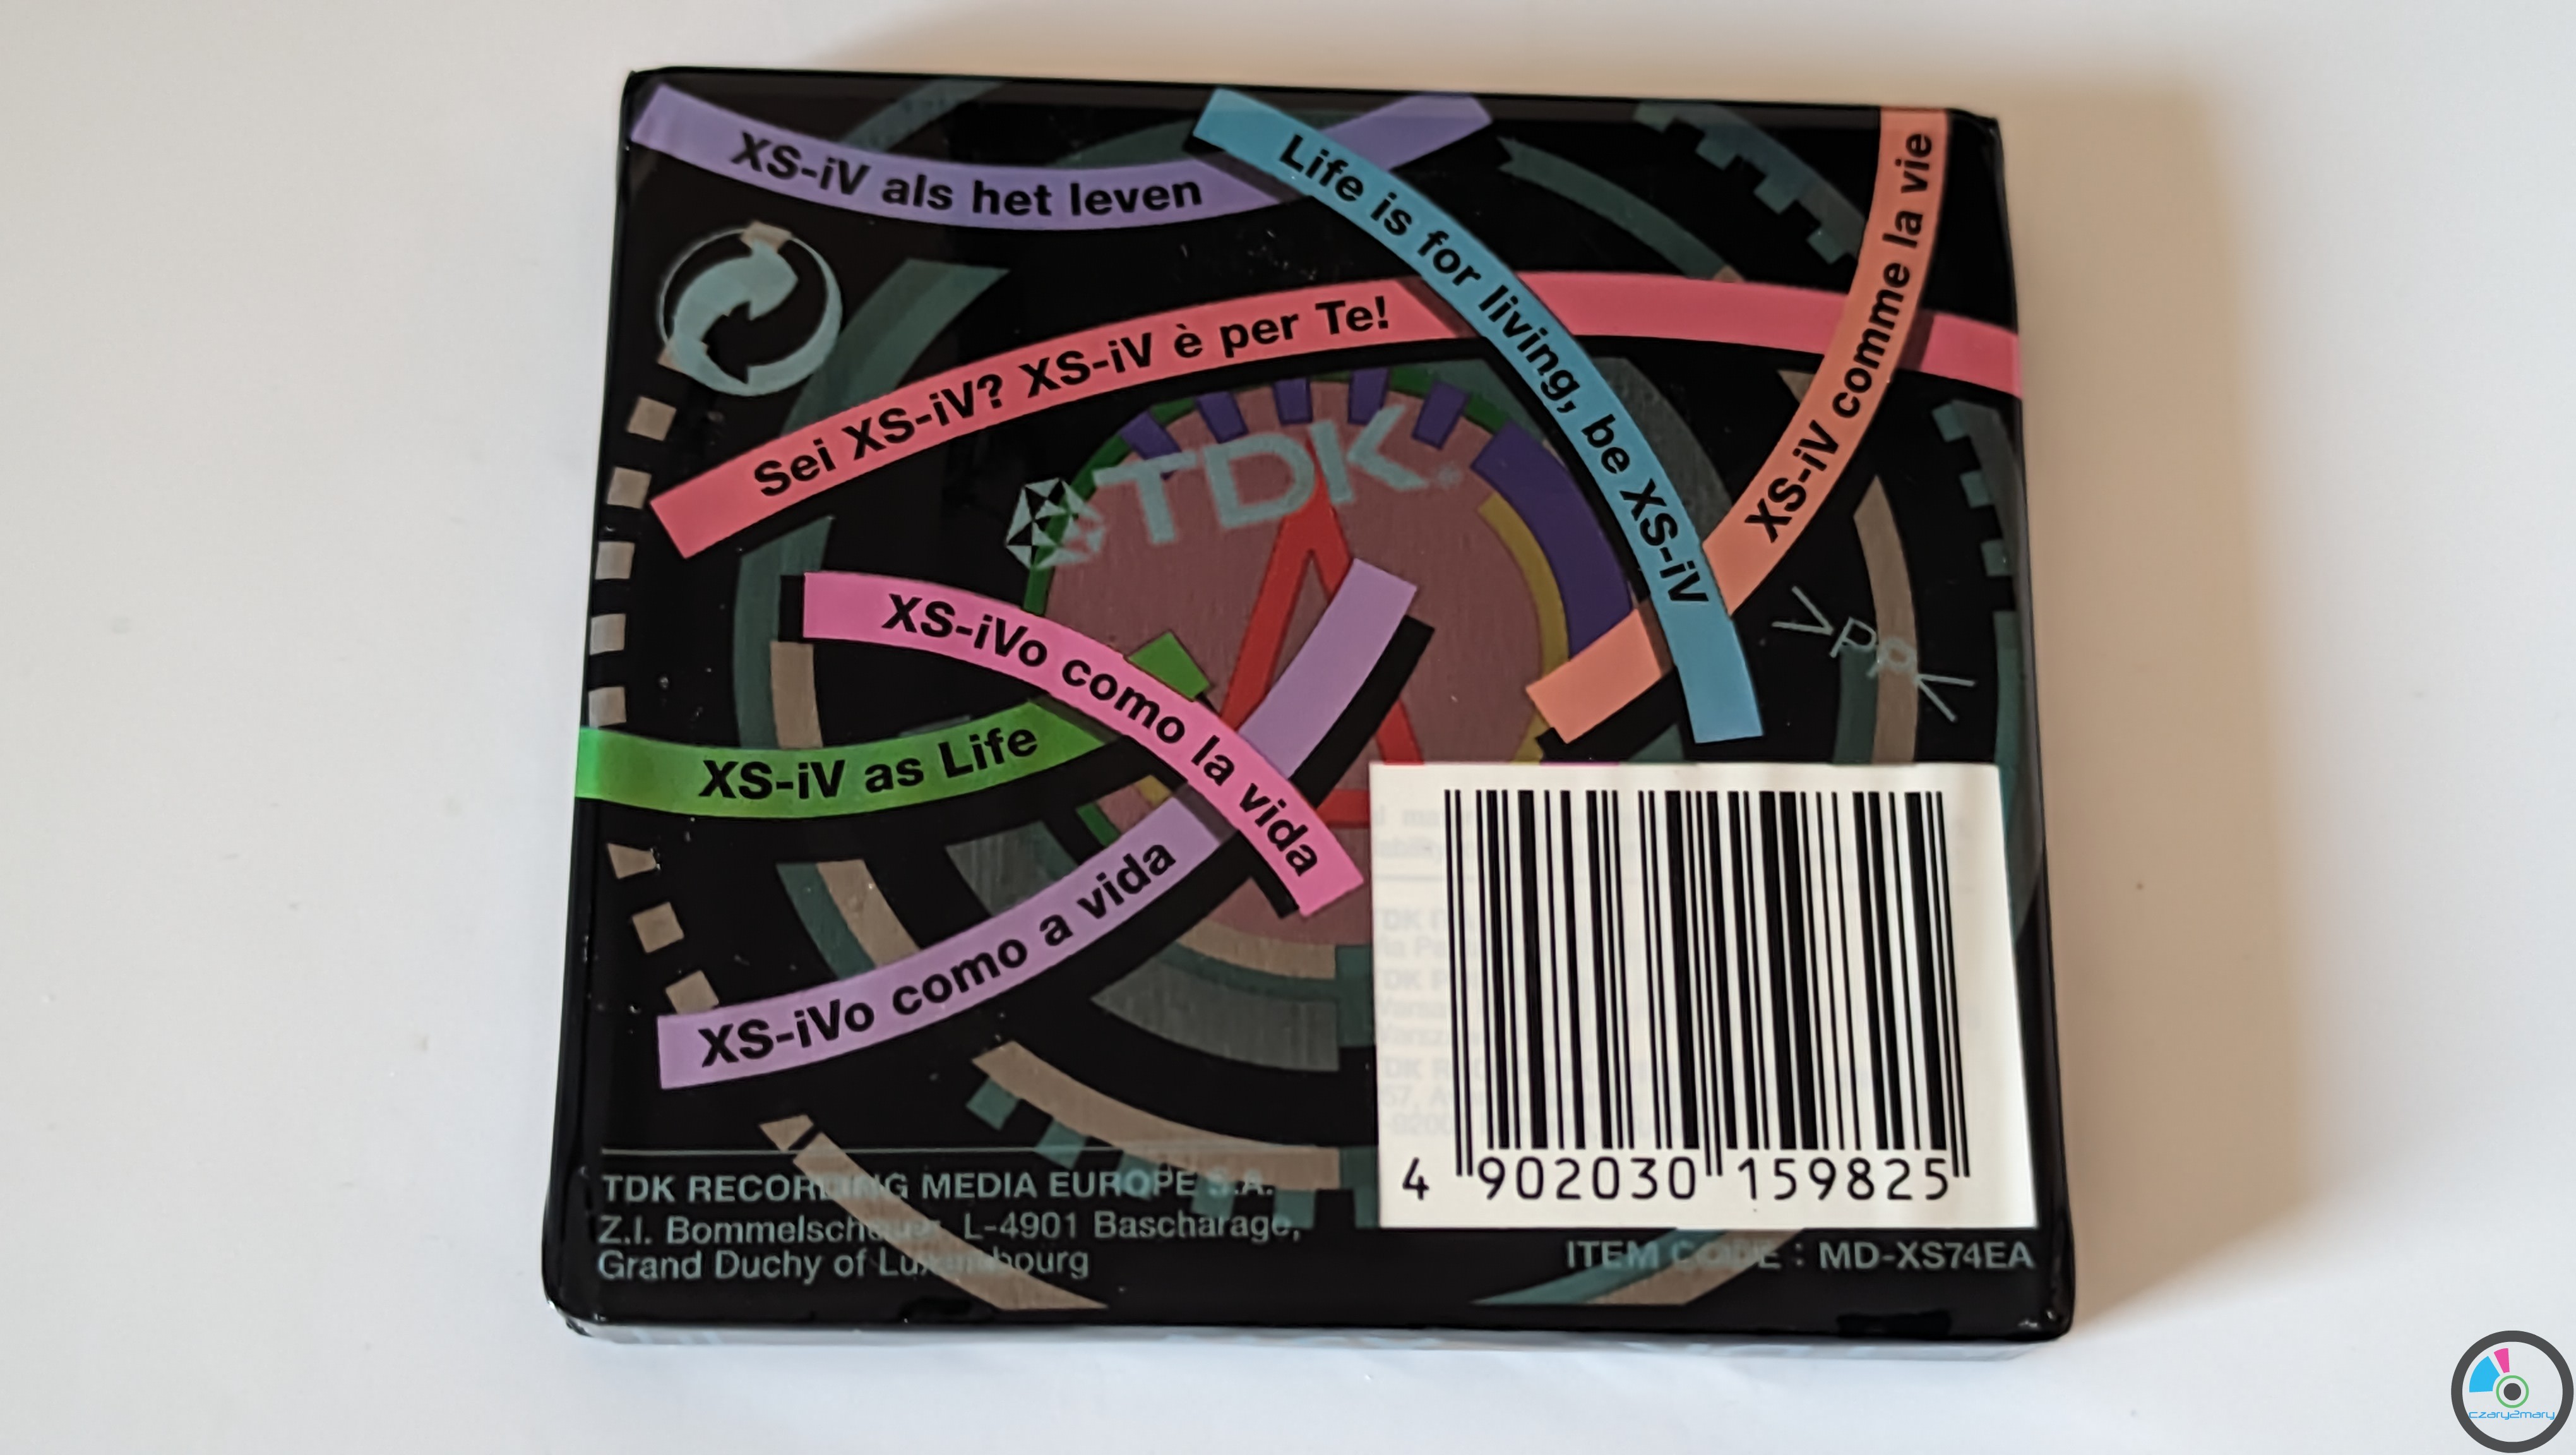 XS-iV als het leven
Life is for living, be XS-iV
XS-iV comme la vie
Sei XS-iV? XS-iV è per Te!
TDK®
XS-iVo como la vida
>PP<
XS-iV as Life
XS-iVo como a vida
4 902030 159825
TDK RECORDING MEDIA EUROPE S.A.
Z.I. Bommelscheuer, L-4901 Bascharage,
Grand Duchy of Luxembourg
ITEM CODE : MD-XS74EA
czary2mary